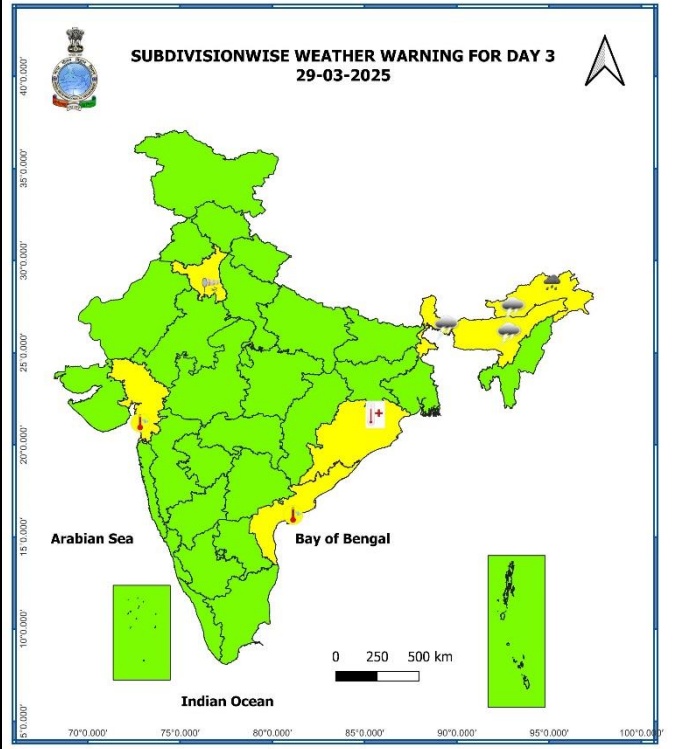 SUBDIVISIONWISE WEATHER WARNING FOR DAY 3
29-03-2025
40°0.000'
35°0.000'
30°0.000'
25°0.000'
20°0.000'
15°0.000'
10°0.000'
5°0.000'
Arabian Sea
Bay of Bengal
0 250 500 km
Indian Ocean
70°0.000' 75°0.000' 80°0.000' 85°0.000' 90°0.000' 95°0.000' 100°0.000'